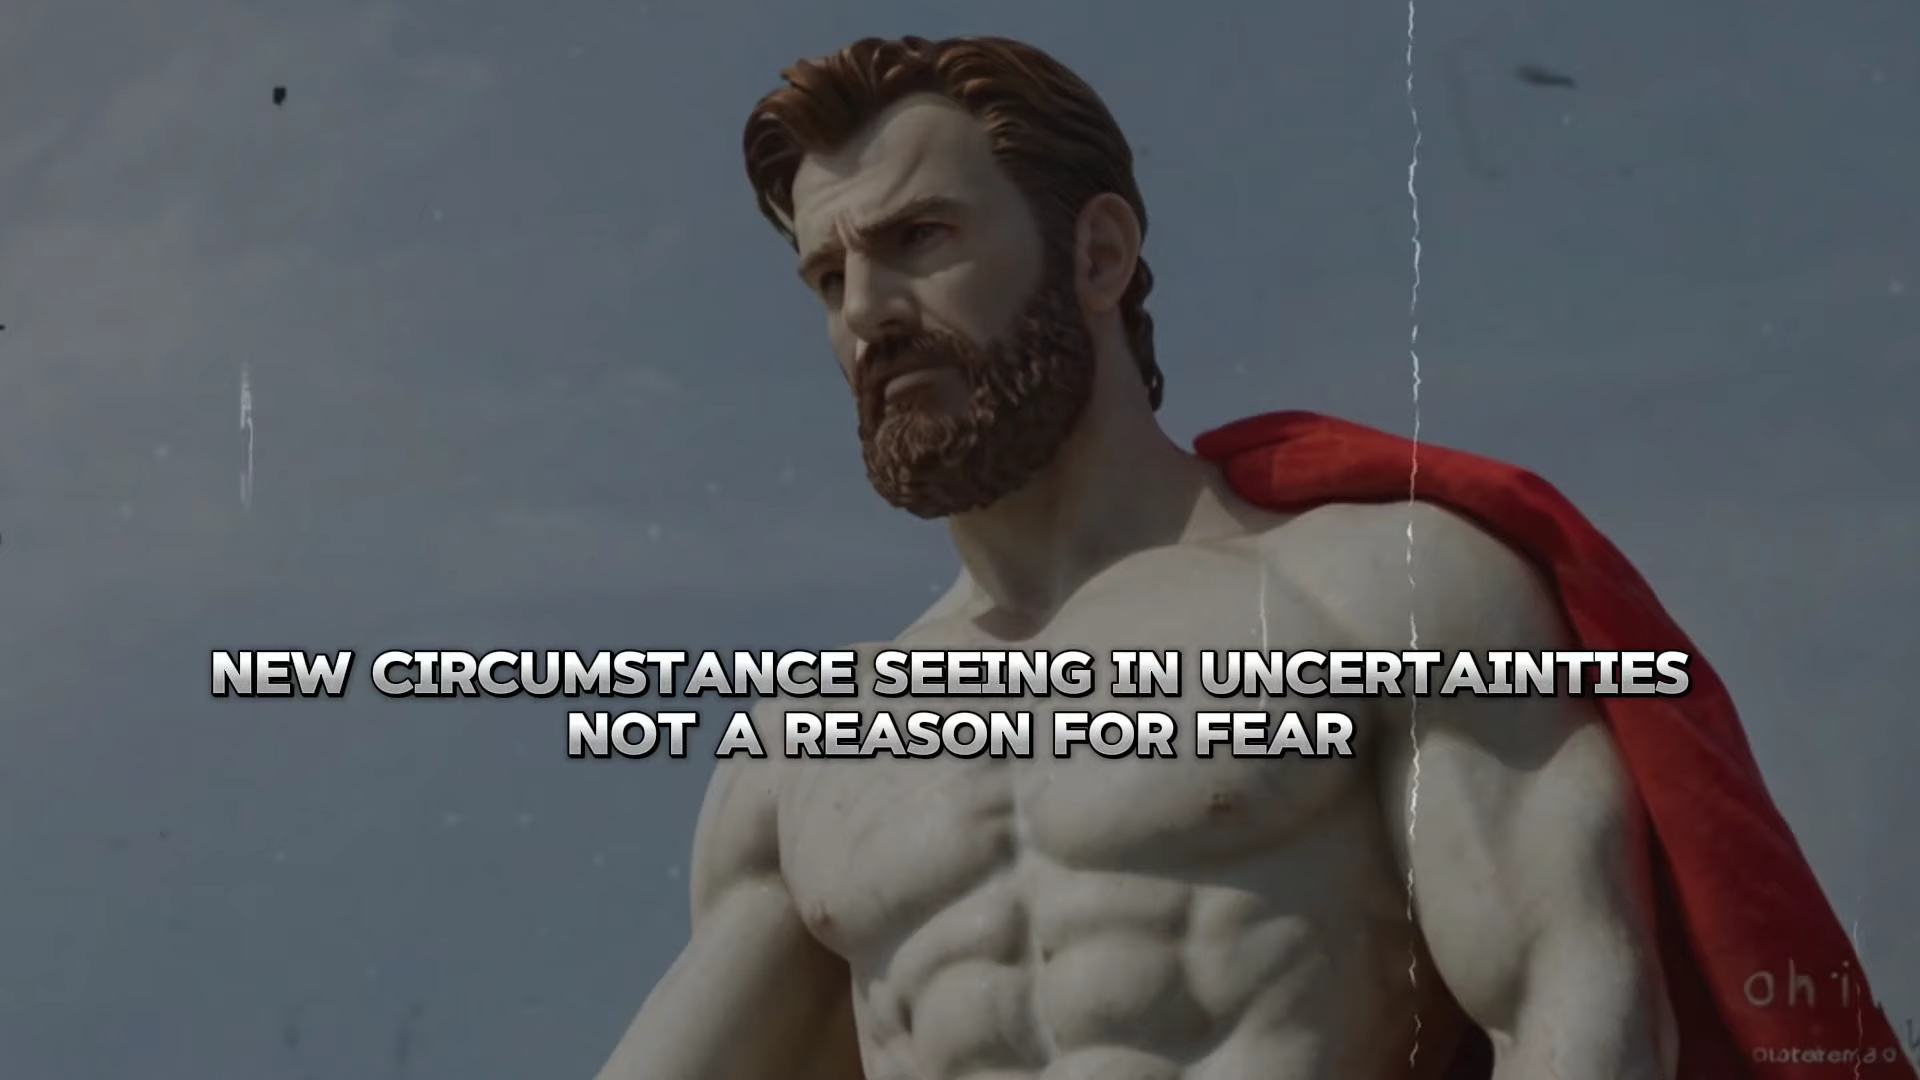 NEW CIRCUMSTANCE SEEING IN UNCERTAINTIES
NOT A REASON FOR FEAR